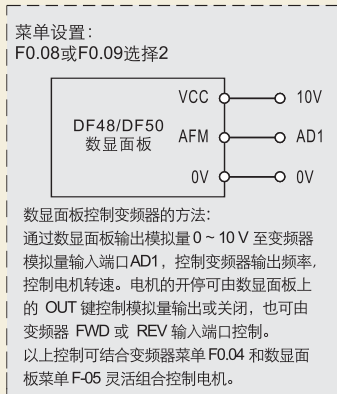 菜单设置：
F0.08或F0.09选择2
VCC 10V
DF48/DF50 AFM AD1
数显面板
0V 0V
数显面板控制变频器的方法：
通过数显面板输出模拟量0 ~ 10 V 至变频器
模拟量输入端口AD1，控制变频器输出频率，
控制电机转速。电机的开停可由数显面板上
的 OUT 键控制模拟量输出或关闭，也可由
变频器 FWD 或 REV 输入端口控制。
以上控制可结合变频器菜单 F0.04 和数显面
板菜单 F-05 灵活组合控制电机。